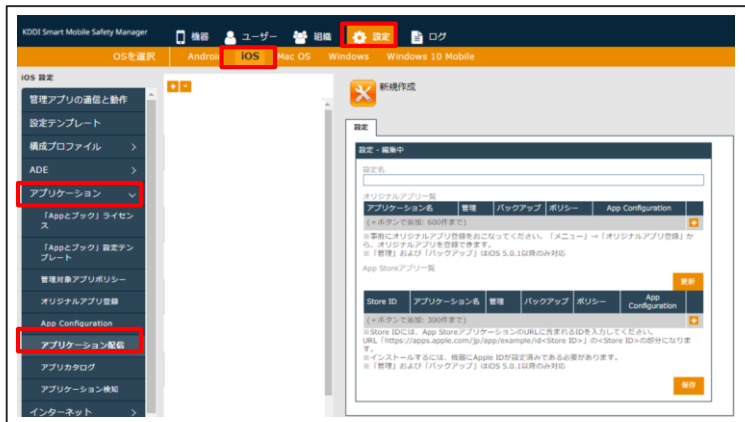 KDDI Smart Mobile Safety Manager
機器
ユーザー
組織
設定
ログ
OSを選択
Android
iOS
Mac OS
Windows
Windows 10 Mobile
iOS 設定
管理アプリの通信と動作
設定テンプレート
構成プロファイル >
ADE >
アプリケーション
「Appとブック」ライセン
ス
「Appとブック」設定テン
プレート
管理対象アプリポリシー
オリジナルアプリ登録
App Configuration
アプリケーション配信
アプリカタログ
アプリケーション検知
インターネット >
新規作成
設定
設定 - 編集中
設定名
オリジナルアプリ一覧
アプリケーション名 管理 バックアップ ポリシー App Configuration
(+ボタンで追加: 600件まで)
※事前にオリジナルアプリ登録をおこなってください。「メニュー」→「オリジナルアプリ登録」か
ら、オリジナルアプリを登録できます。
※「管理」および「バックアップ」はiOS 5.0.1以降のみ対応
App Storeアプリ一覧
更新
Store ID アプリケーション名 管理 バックアップ ポリシー App
Configuration
(+ボタンで追加: 300件まで)
※Store IDには、App StoreアプリケーションのURLに含まれるIDを入力してください。
URL「https://apps.apple.com/jp/app/example/id<Store ID>」の<Store ID>の部分になりま
す。
※インストールするには、機器にApple IDが設定済みである必要があります。
※「管理」および「バックアップ」はiOS 5.0.1以降のみ対応
保存